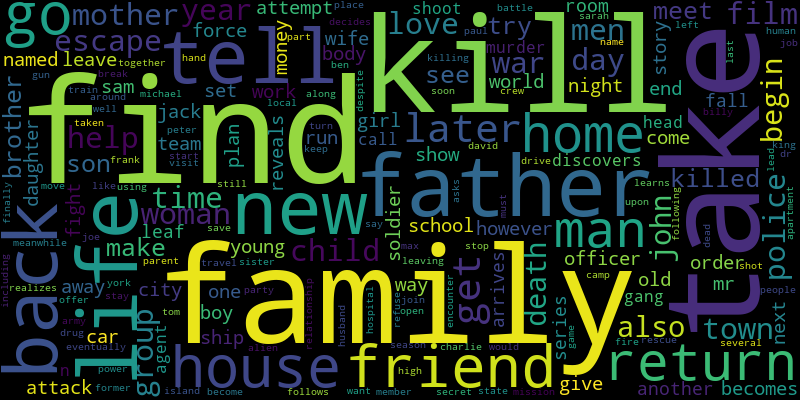 go
mother
year
attempt
shoot
battle
room
sarah
place
decides
paul
part
meet
film
human
job
left
escape
force
wife
love
try
men
story
named
leave
together
tell
money
body
kill
see
murder
war
day
last
take
begin
hand
ben
killing
world
night
end
fall
gun
sam
set
work
despite
soon
crew
name
train
break
michael
around
well
jack
local
along
girl
later
home
head
come
billy
king
dr
brother
daughter
help
taken
peter
team
plan
reveals
run
call
turn
keep
david
find
frank
start
visit
show
drive
discovers
killed
lead
son
move
like
using
still
father
asks
learns
apartment
finally
fight
time
woman
new
say
soldier
school
however
must
man
upon
john
following
dead
police
back
life
leaf
save
make
young
child
max
leaving
stop
way
get
arrives
death
officer
camp
old
order
shot
mr
people
meanwhile
joe
parent
travel
sister
realizes
york
away
offer
stay
city
one
party
relationship
husband
hospital
refuse
join
open
encounter
gang
next
including
army
drug
group
agent
tom
boy
family
season
would
charlie
series
game
also
fire
rescue
town
several
eventually
car
ship
alien
n
power
house
friend
high
return
attack
former
island
become
follows
want
member
secret
state
mission
give
another
becomes